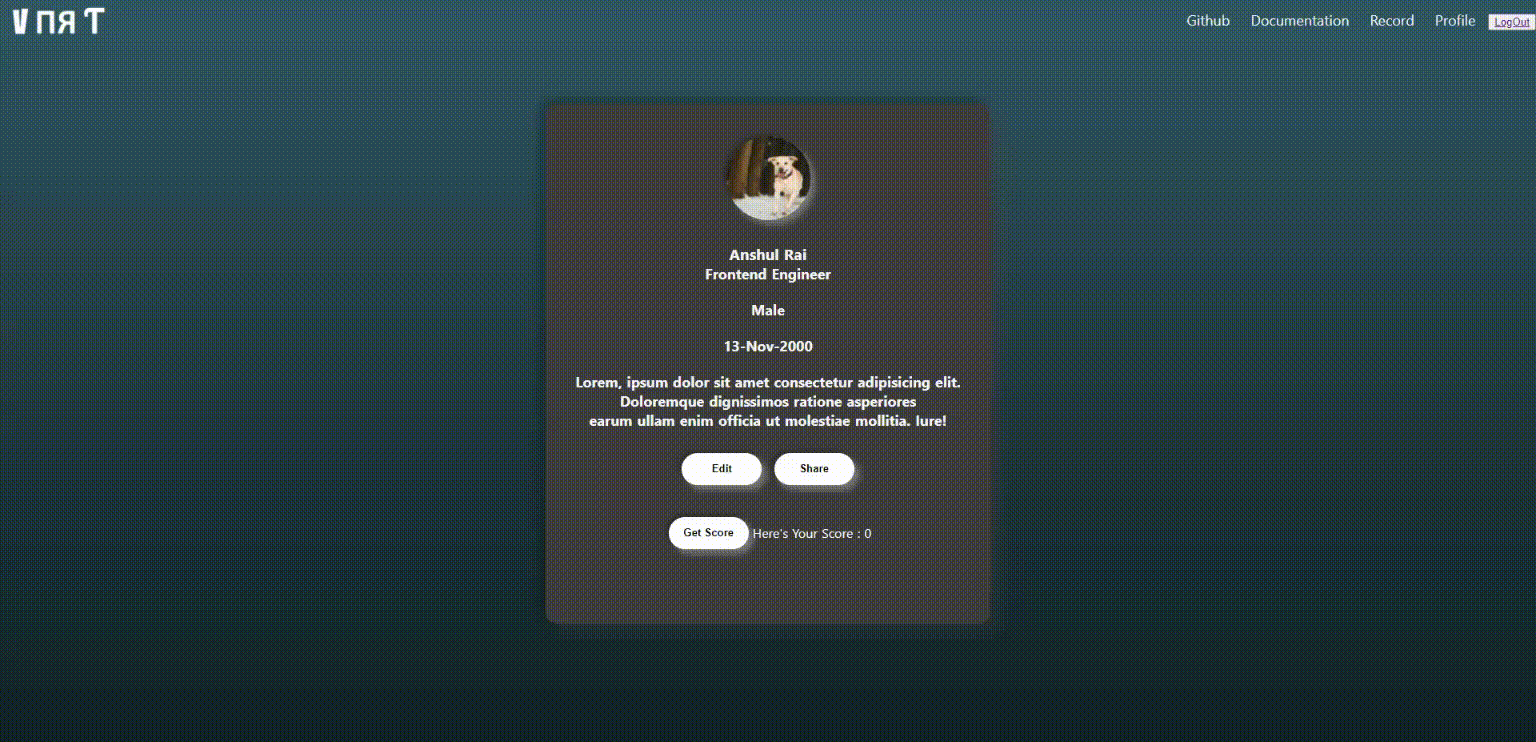 V ПЯ T
Github Documentation Record Profile LogOut
Anshul Rai
Frontend Engineer
Male
13-Nov-2000
Lorem, ipsum dolor sit amet consectetur adipisicing elit.
Doloremque dignissimos ratione asperiores
earum ullam enim officia ut molestiae mollitia. Iure!
Edit Share
Get Score Here's Your Score : 0